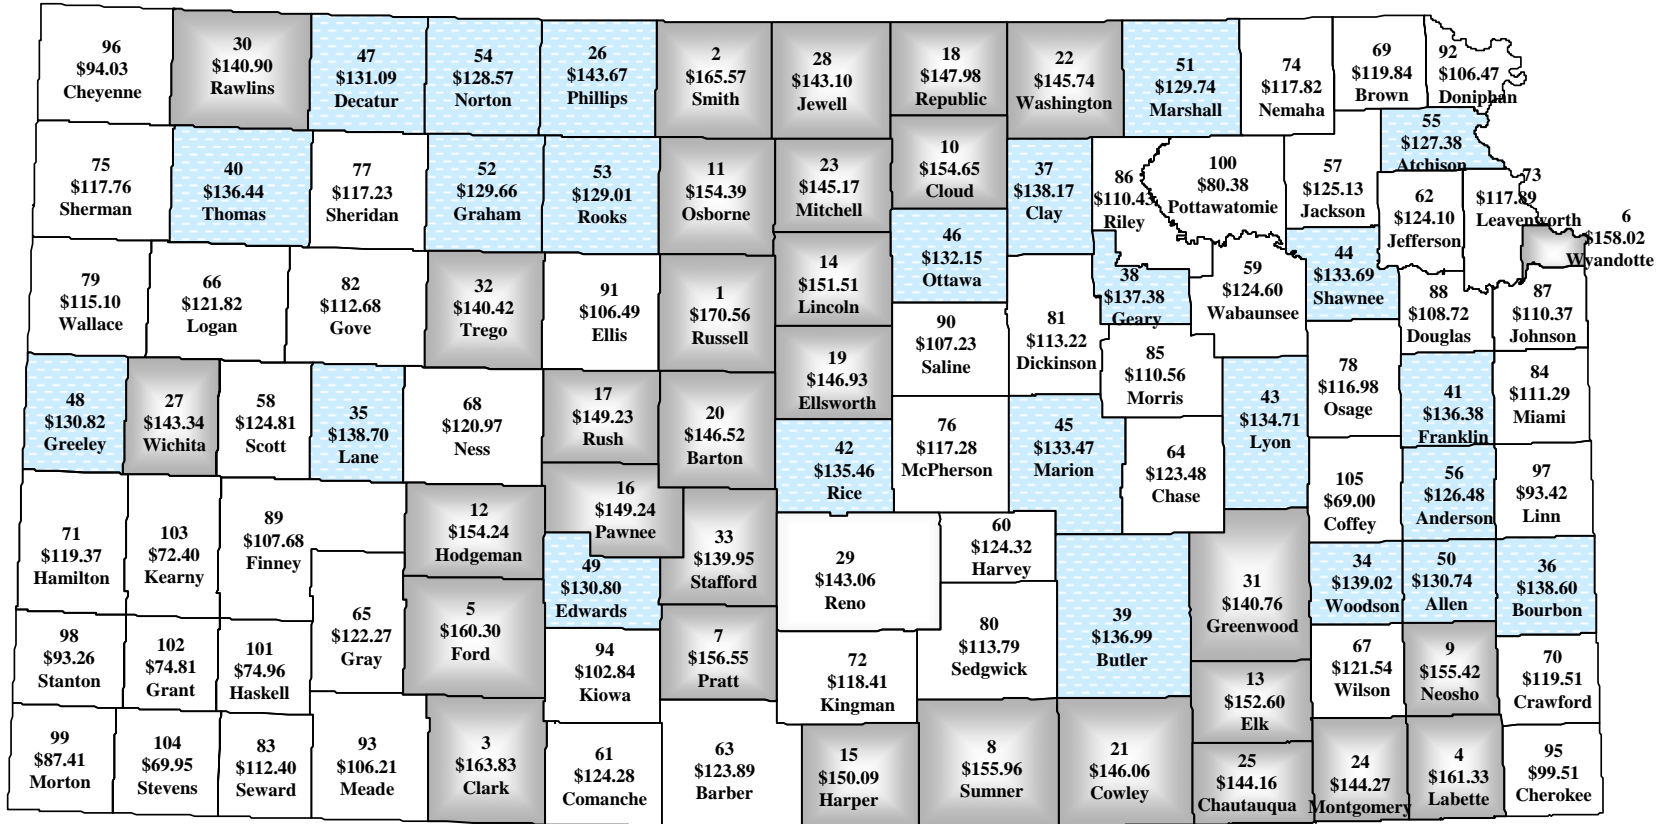 96
$94.03
Cheyenne
30
$140.90
Rawlins
47
$131.09
Decatur
54
$128.57
Norton
26
$143.67
Phillips
2
$165.57
Smith
28
$143.10
Jewell
18
$147.98
Republic
22
$145.74
Washington
51
$129.74
Marshall
74
$117.82
Nemaha
69
$119.84
Brown
92
$106.47
Doniphan
55
$127.38
Atchison
75
$117.76
Sherman
40
$136.44
Thomas
77
$117.23
Sheridan
52
$129.66
Graham
53
$129.01
Rooks
11
$154.39
Osborne
23
$145.17
Mitchell
10
$154.65
Cloud
37
$138.17
Clay
86
$110.43
Riley
100
$80.38
Pottawatomie
57
$125.13
Jackson
62
$124.10
Jefferson
73
$117.89
Leavenworth
6
$158.02
Wyandotte
79
$115.10
Wallace
66
$121.82
Logan
82
$112.68
Gove
32
$140.42
Trego
91
$106.49
Ellis
1
$170.56
Russell
14
$151.51
Lincoln
46
$132.15
Ottawa
38
$137.38
Geary
59
$124.60
Wabaunsee
44
$133.69
Shawnee
88
$108.72
Douglas
87
$110.37
Johnson
19
$146.93
Ellsworth
90
$107.23
Saline
81
$113.22
Dickinson
85
$110.56
Morris
78
$116.98
Osage
41
$136.38
Franklin
84
$111.29
Miami
48
$130.82
Greeley
27
$143.34
Wichita
58
$124.81
Scott
35
$138.70
Lane
68
$120.97
Ness
17
$149.23
Rush
20
$146.52
Barton
42
$135.46
Rice
76
$117.28
McPherson
45
$133.47
Marion
64
$123.48
Chase
43
$134.71
Lyon
105
$69.00
Coffey
56
$126.48
Anderson
97
$93.42
Linn
71
$119.37
Hamilton
103
$72.40
Kearny
89
$107.68
Finney
12
$154.24
Hodgeman
16
$149.24
Pawnee
33
$139.95
Stafford
29
$143.06
Reno
60
$124.32
Harvey
49
$130.80
Edwards
65
$122.27
Gray
5
$160.30
Ford
7
$156.55
Pratt
80
$113.79
Sedgwick
39
$136.99
Butler
31
$140.76
Greenwood
34
$139.02
Woodson
50
$130.74
Allen
36
$138.60
Bourbon
98
$93.26
Stanton
102
$74.81
Grant
101
$74.96
Haskell
94
$102.84
Kiowa
72
$118.41
Kingman
13
$152.60
Elk
67
$121.54
Wilson
9
$155.42
Neosho
70
$119.51
Crawford
99
$87.41
Morton
104
$69.95
Stevens
83
$112.40
Seward
93
$106.21
Meade
3
$163.83
Clark
61
$124.28
Comanche
63
$123.89
Barber
15
$150.09
Harper
8
$155.96
Sumner
21
$146.06
Cowley
25
$144.16
Chautauqua
24
$144.27
Montgomery
4
$161.33
Labette
95
$99.51
Cherokee